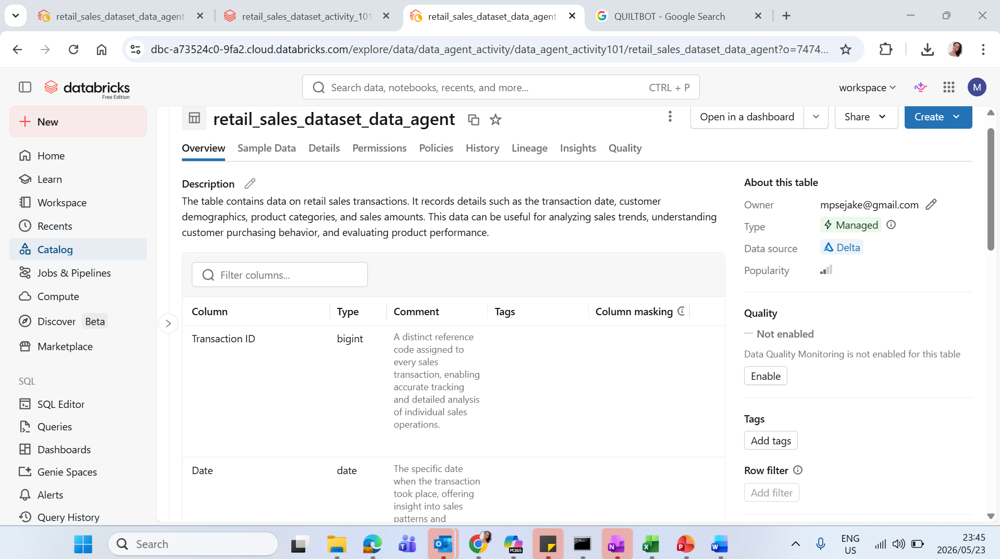 retail_sales_dataset_data_agent
retail_sales_dataset_activity_101
retail_sales_dataset_data_agent
QUILTBOT - Google Search
dbc-a73524c0-9fa2.cloud.databricks.com/explore/data/data_agent_activity/data_agent_activity101/retail_sales_dataset_data_agent?o=7474...
databricks
Free Edition
Search data, notebooks, recents, and more...
CTRL + P
workspace
M
New
Home
Learn
Workspace
Recents
Catalog
Jobs & Pipelines
Compute
Discover Beta
Marketplace
SQL
SQL Editor
Queries
Dashboards
Genie Spaces
Alerts
Query History
retail_sales_dataset_data_agent
Open in a dashboard
Share
Create
Overview Sample Data Details Permissions Policies History Lineage Insights Quality
Description
The table contains data on retail sales transactions. It records details such as the transaction date, customer
demographics, product categories, and sales amounts. This data can be useful for analyzing sales trends, understanding
customer purchasing behavior, and evaluating product performance.
Filter columns...
Column Type Comment Tags Column masking
Transaction ID bigint
A distinct reference
code assigned to
every sales
transaction, enabling
accurate tracking
and detailed analysis
of individual sales
operations.
Date date
The specific date
when the transaction
took place, offering
insight into sales
patterns and
About this table
Owner mpsejake@gmail.com
Type Managed
Data source Delta
Popularity
Quality
Not enabled
Data Quality Monitoring is not enabled for this table
Enable
Tags
Add tags
Row filter
Add filter
Search
M365
ENG
US
23:45
2026/05/23